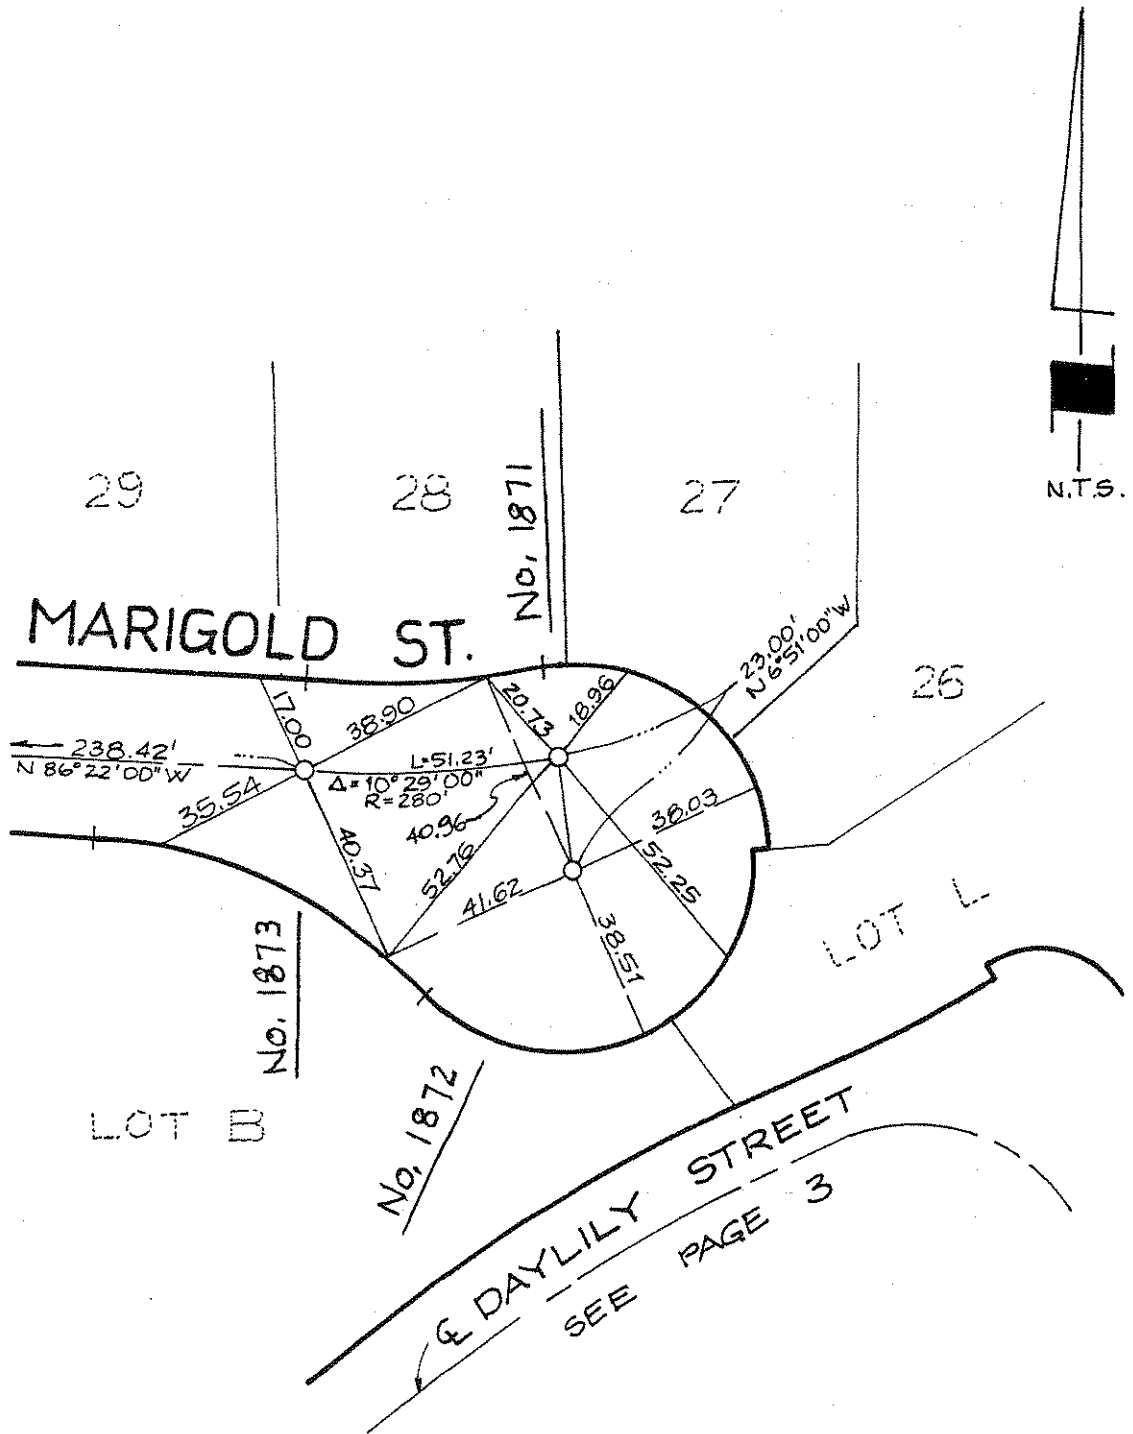 N.T.S.
29
28
No. 1871
27
MARIGOLD ST.
23.00'
N 6°51'00" W
26
17.00
38.90
20.73
18.96
238.42'
N 86°22'00" W
L=51.23'
Δ=10°29'00"
R=280'
35.54
40.96
38.03
40.37
52.76
52.25
41.62
38.51
LOT L
No. 1873
LOT B
No. 1872
℄ DAYLILY STREET
SEE PAGE 3